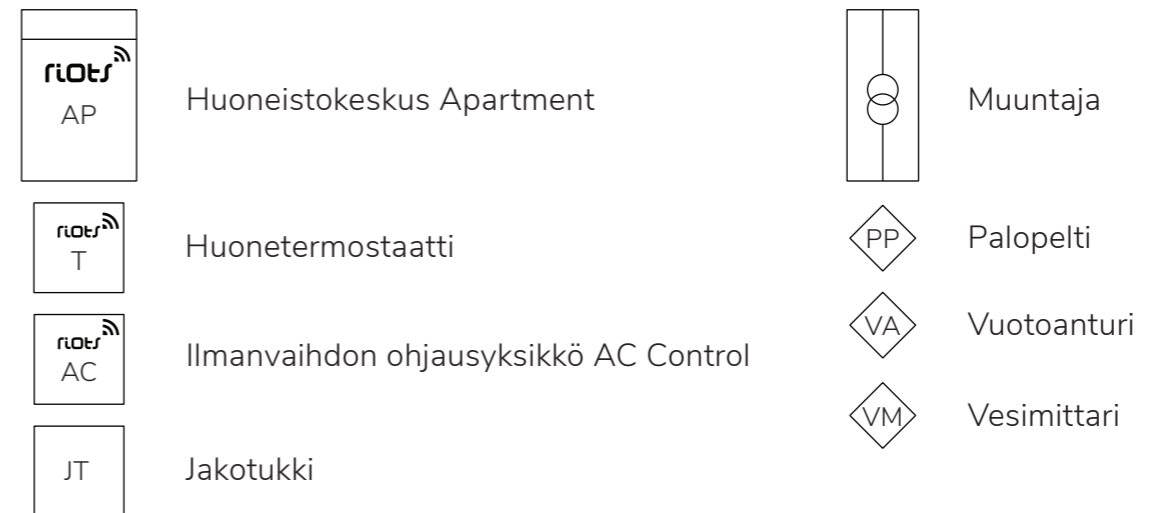 riots
AP
Huoneistokeskus Apartment
riots
T
Huonetermostaatti
riots
AC
Ilmanvaihdon ohjausyksikkö AC Control
JT
Jakotukki
Muuntaja
PP
Palopelti
VA
Vuotoanturi
VM
Vesimittari